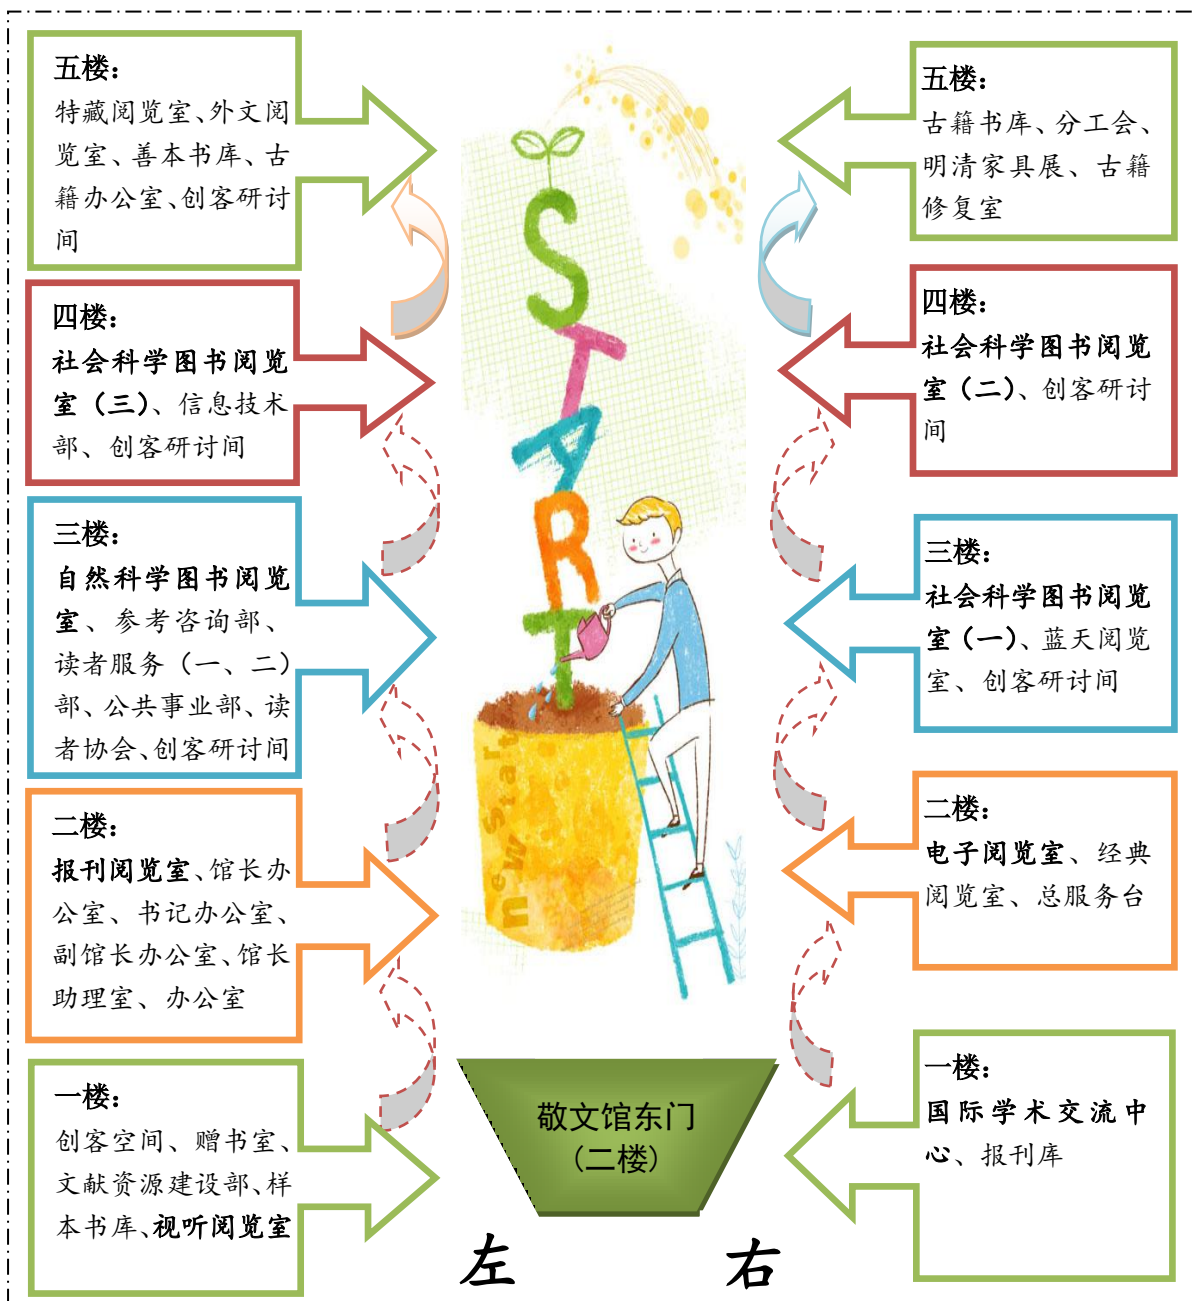 五楼：
特藏阅览室、外文阅
览室、善本书库、古
籍办公室、创客研讨
间
四楼：
社会科学图书阅览
室（三）、信息技术
部、创客研讨间
三楼：
自然科学图书阅览
室、参考咨询部、
读者服务（一、二）
部、公共事业部、读
者协会、创客研讨间
二楼：
报刊阅览室、馆长办
公室、书记办公室、
副馆长办公室、馆长
助理室、办公室
一楼：
创客空间、赠书室、
文献资源建设部、样
本书库、视听阅览室
START
new Start
敬文馆东门
(二楼)
左 右
五楼：
古籍书库、分工会、
明清家具展、古籍
修复室
四楼：
社会科学图书阅览
室（二）、创客研讨
间
三楼：
社会科学图书阅览
室（一）、蓝天阅览
室、创客研讨间
二楼：
电子阅览室、经典
阅览室、总服务台
一楼：
国际学术交流中
心、报刊库